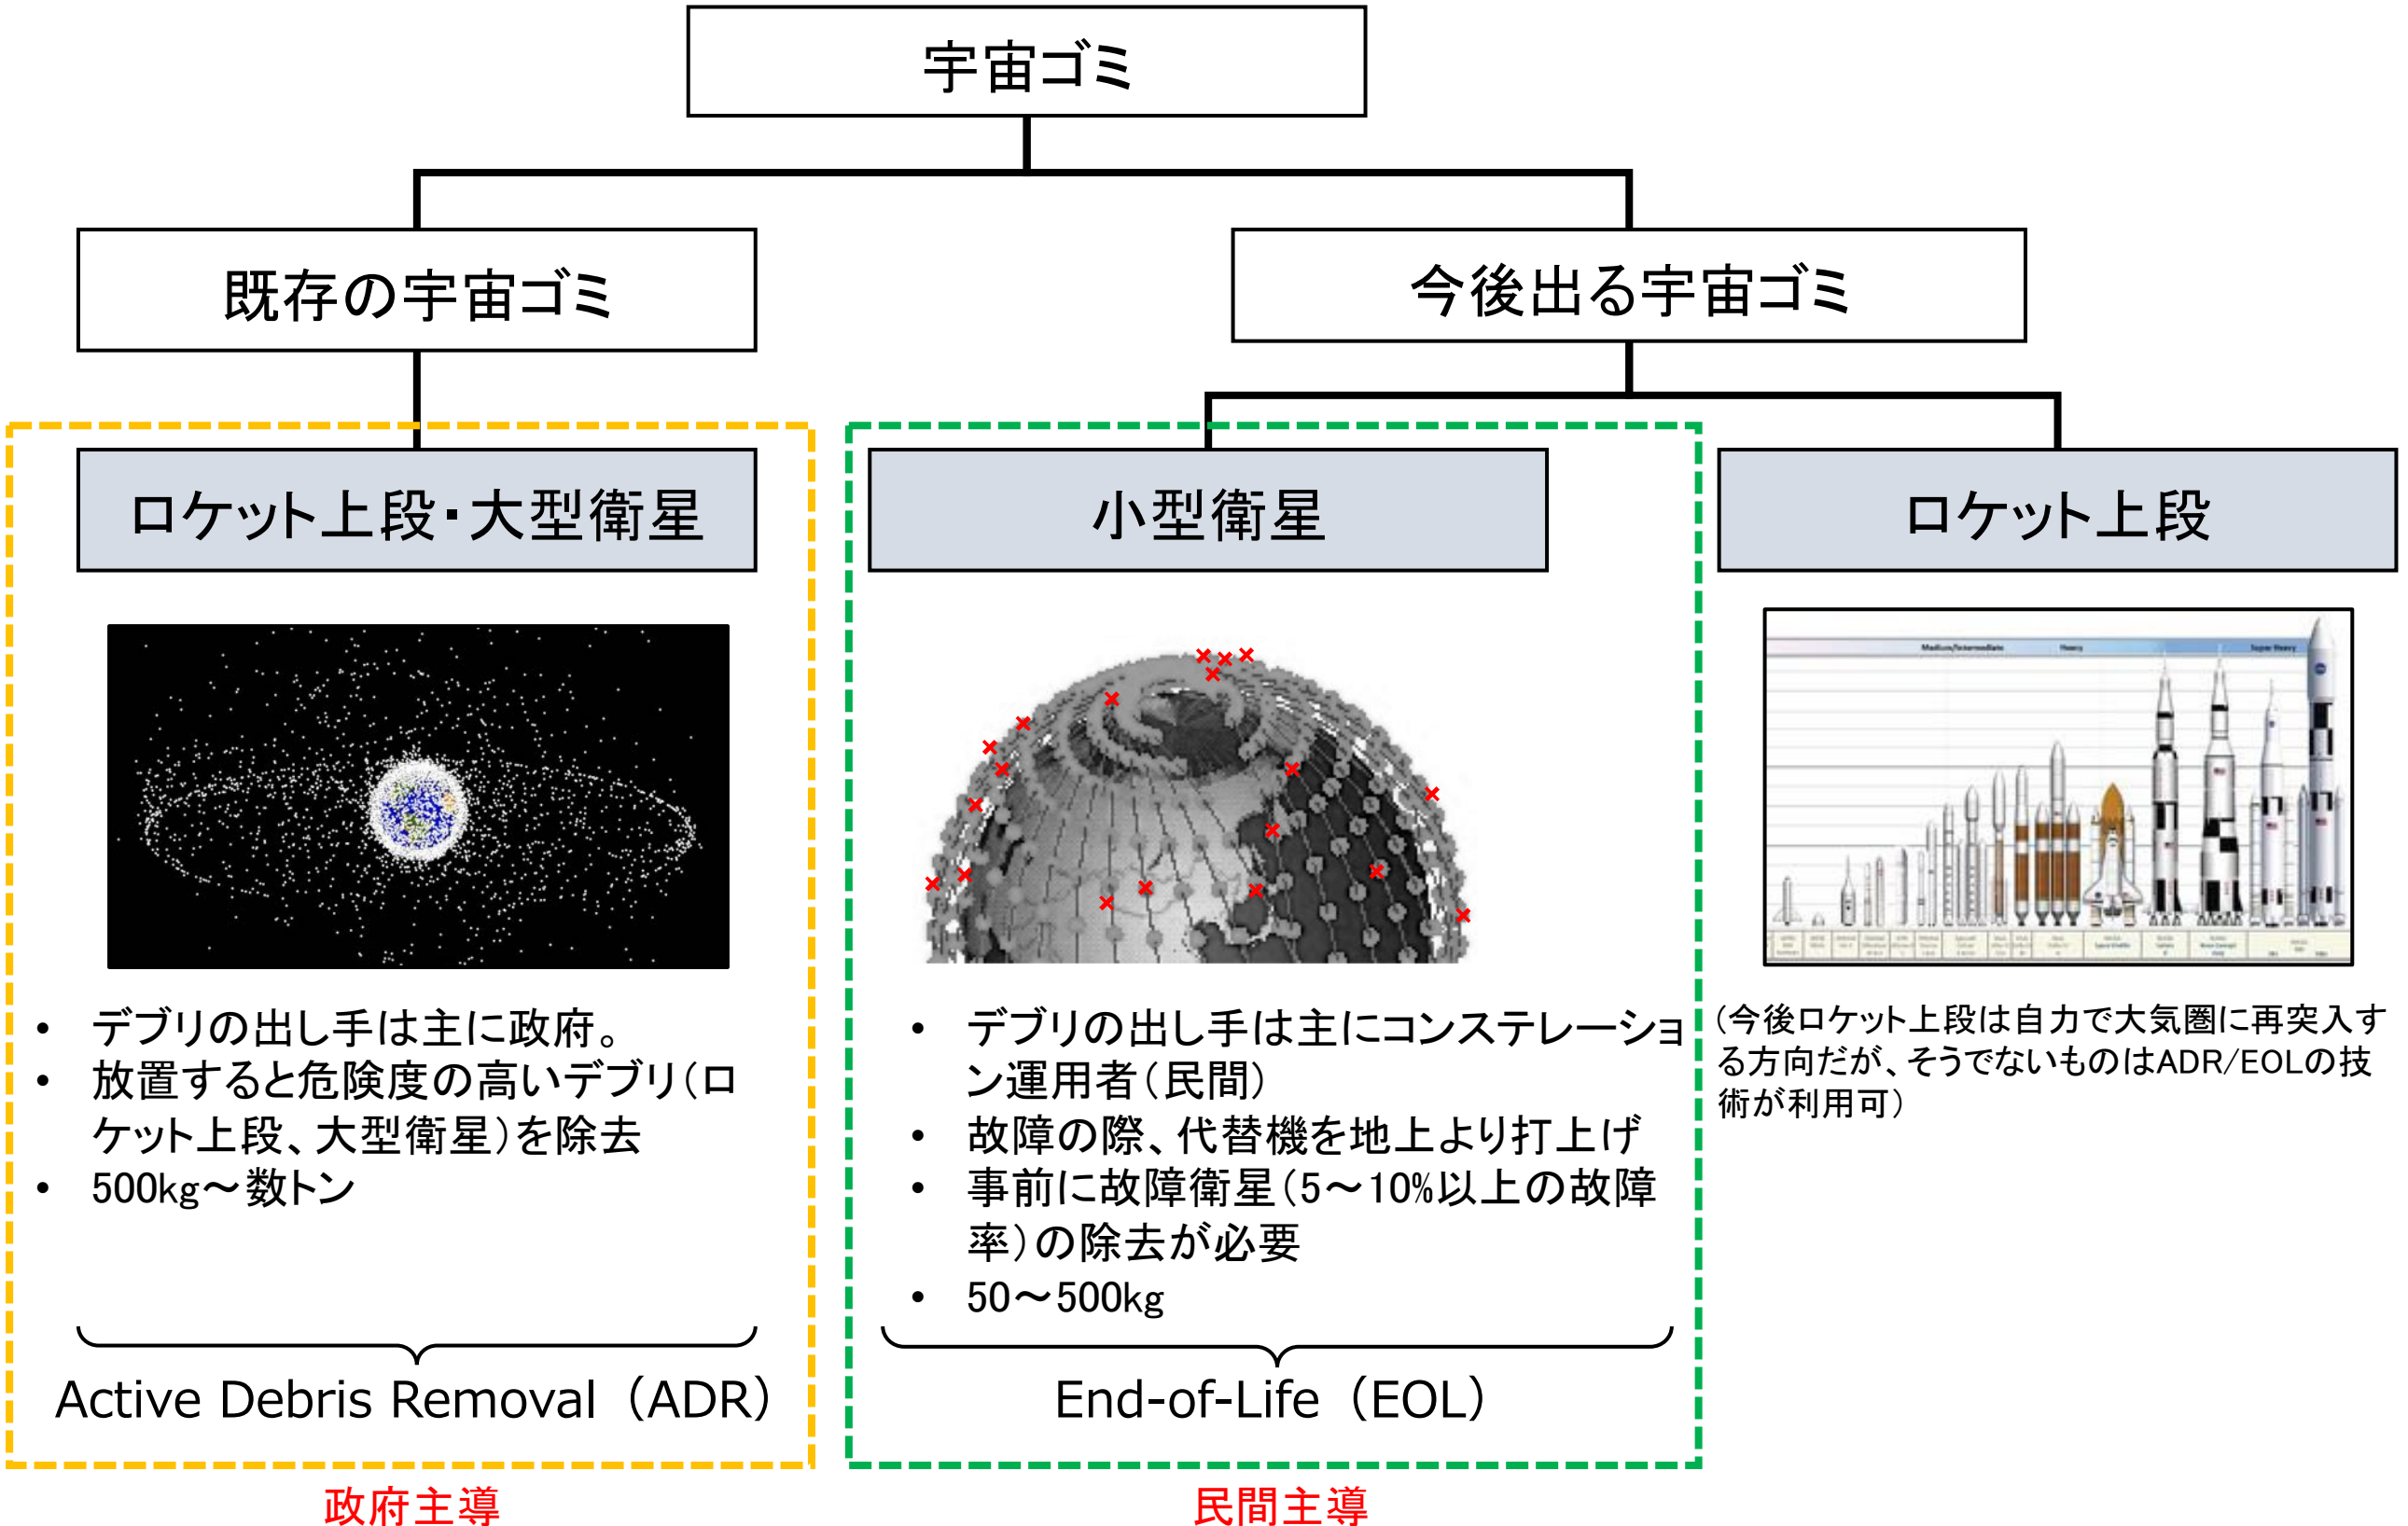 宇宙ゴミ
既存の宇宙ゴミ
今後出る宇宙ゴミ
ロケット上段・大型衛星
小型衛星
ロケット上段
Medium/Intermediate
Heavy
Super Heavy
• デブリの出し手は主に政府。
• 放置すると危険度の高いデブリ（ロ
ケット上段、大型衛星）を除去
• 500kg～数トン
Active Debris Removal（ADR）
政府主導
• デブリの出し手は主にコンステレーショ
ン運用者（民間）
• 故障の際、代替機を地上より打上げ
• 事前に故障衛星（5～10%以上の故障
率）の除去が必要
• 50～500kg
End-of-Life（EOL）
民間主導
（今後ロケット上段は自力で大気圏に再突入す
る方向だが、そうでないものはADR/EOLの技
術が利用可）